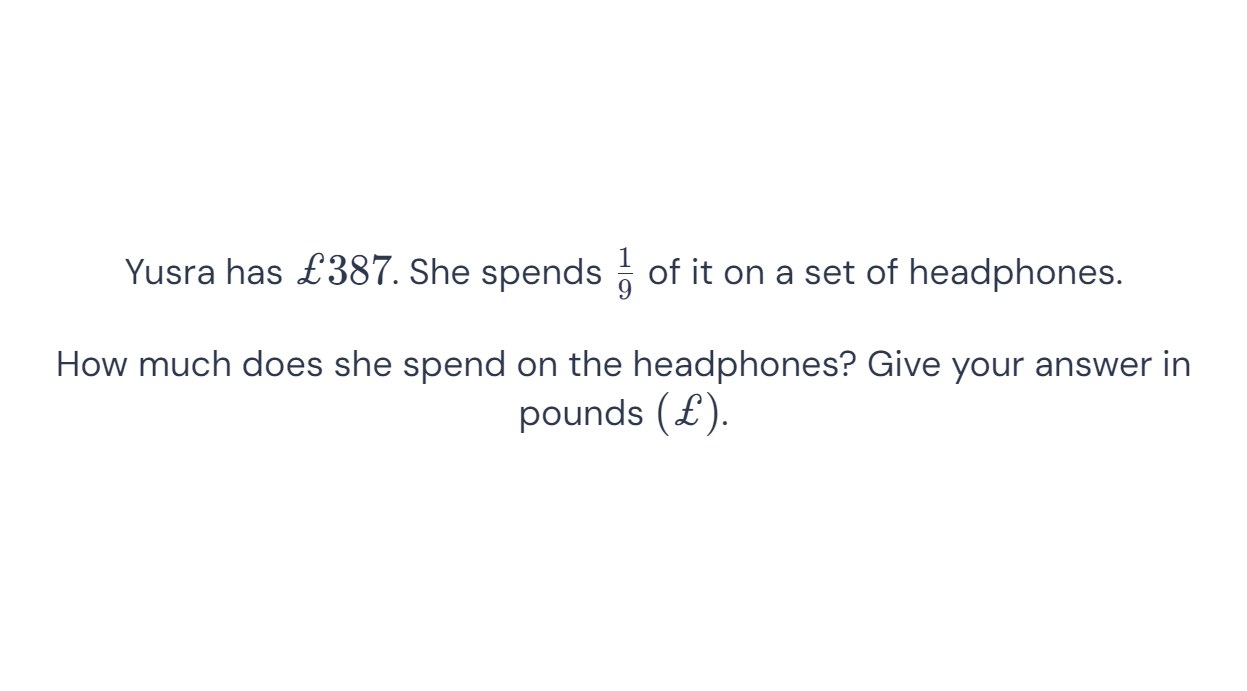 Yusra has £387. She spends 1/9 of it on a set of headphones.
How much does she spend on the headphones? Give your answer in
pounds (£).